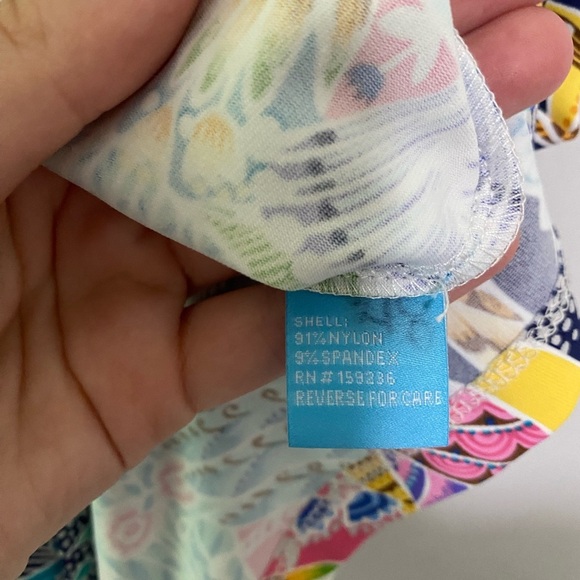 SHELL:
91% NYLON
9% SPANDEX
RN # 159236
REVERSE FOR CARE